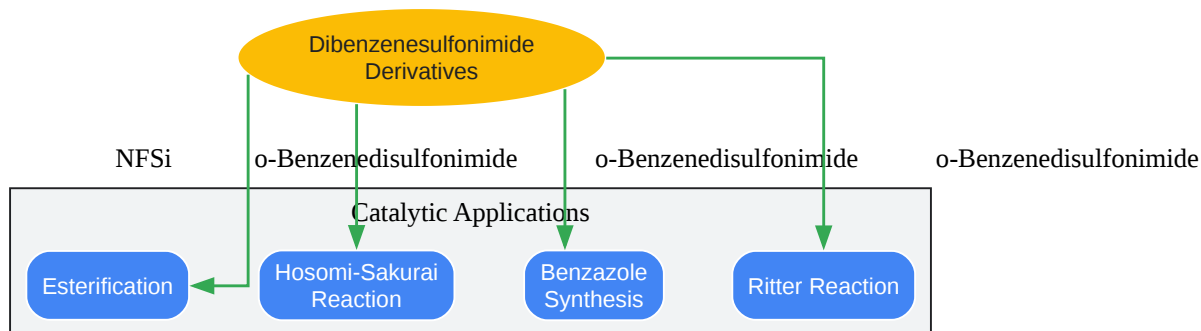 Dibenzenesulfonimide
Derivatives
NFSi
o-Benzenedisulfonimide
o-Benzenedisulfonimide
o-Benzenedisulfonimide
Catalytic Applications
Esterification
Hosomi-Sakurai
Reaction
Benzazole
Synthesis
Ritter Reaction